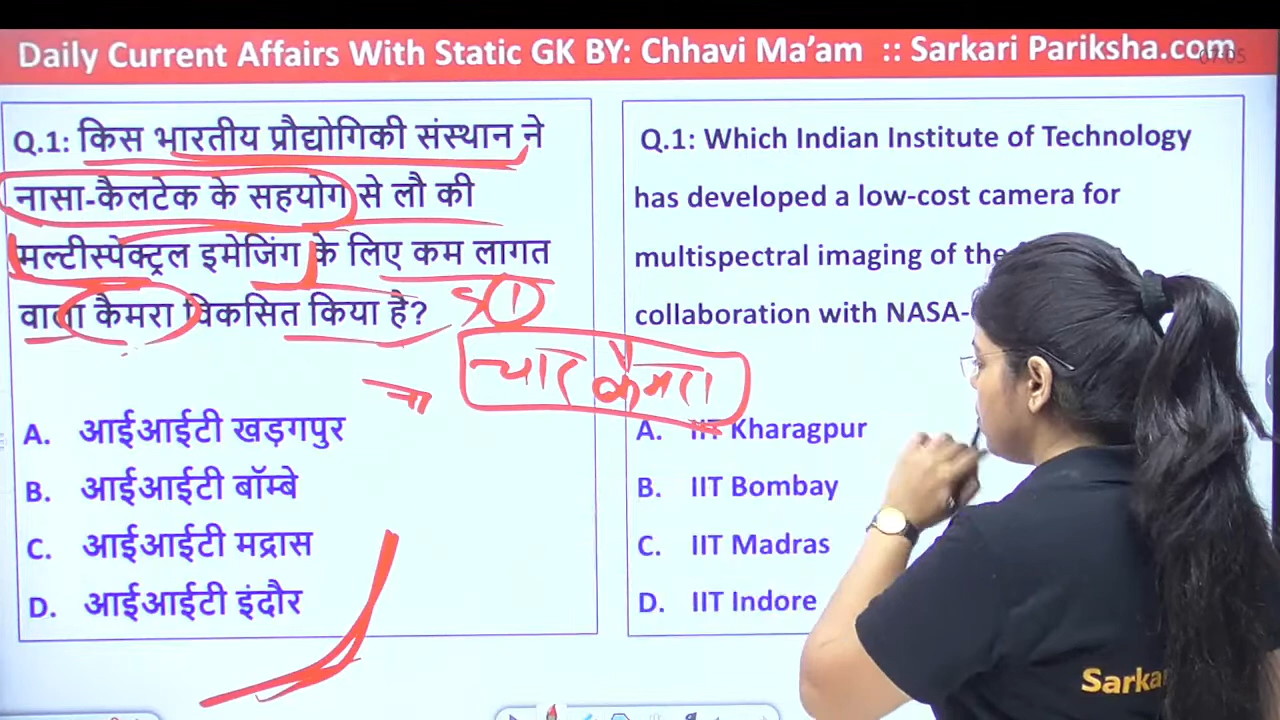 Daily Current Affairs With Static GK BY: Chhavi Ma'am :: Sarkari Pariksha.com
07:05
Q.1: किस भारतीय प्रौद्योगिकी संस्थान ने
नासा-कैलटेक के सहयोग से लौ की
मल्टीस्पेक्ट्रल इमेजिंग के लिए कम लागत
वाला कैमरा विकसित किया है?
चार कैमरा
A. आईआईटी खड़गपुर
B. आईआईटी बॉम्बे
C. आईआईटी मद्रास
D. आईआईटी इंदौर
Q.1: Which Indian Institute of Technology
has developed a low-cost camera for
multispectral imaging of the
collaboration with NASA-
A. IIT Kharagpur
B. IIT Bombay
C. IIT Madras
D. IIT Indore
Sarka